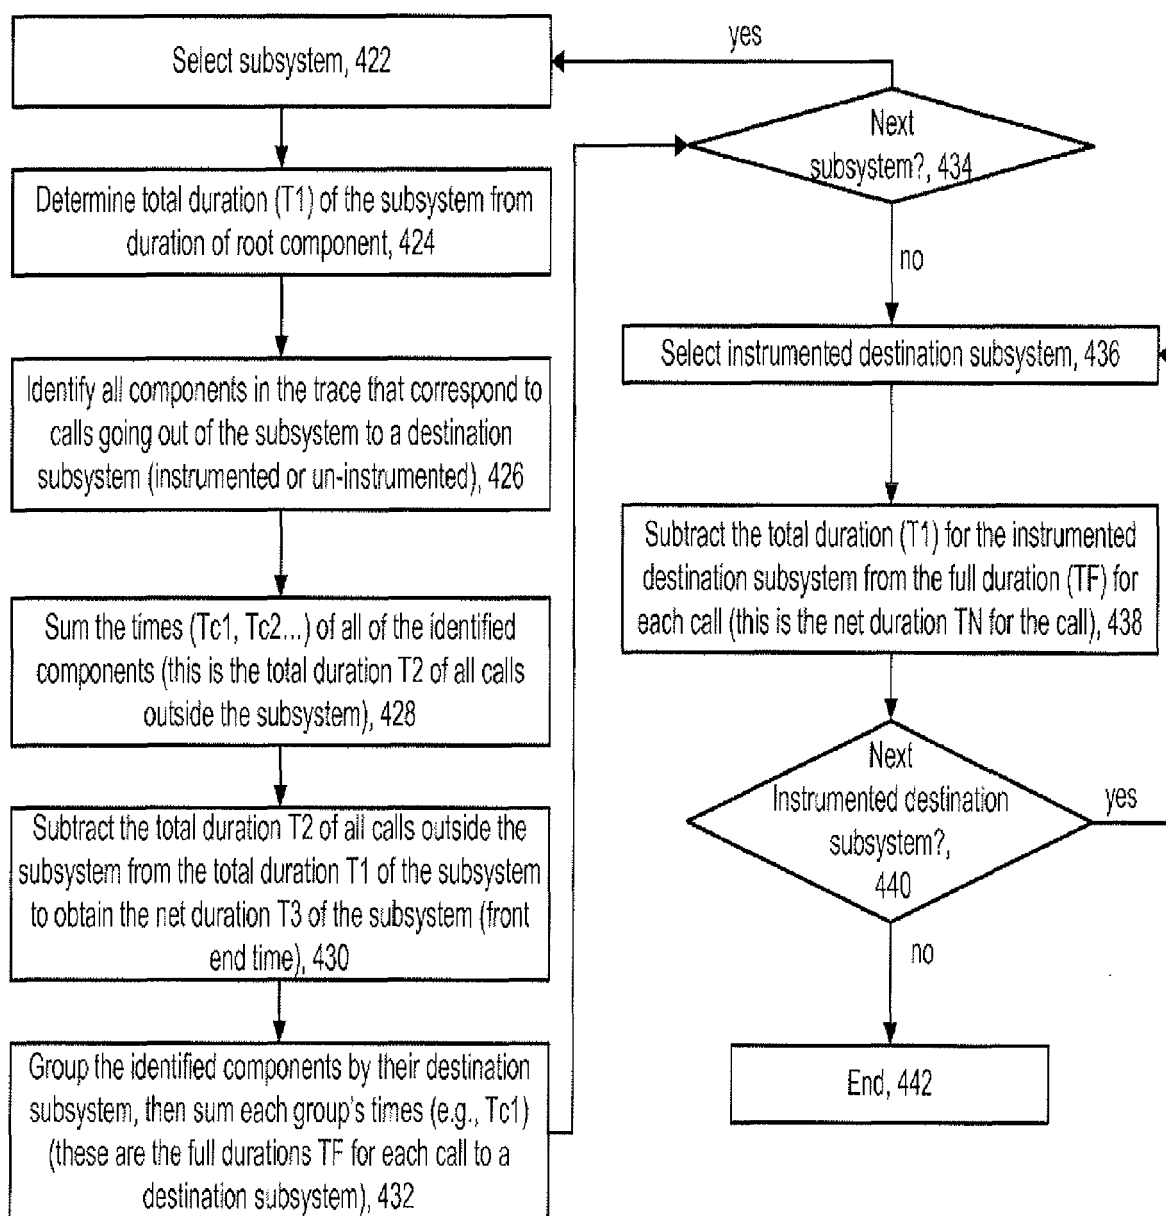 Select subsystem, 422
Determine total duration (T1) of the subsystem from
duration of root component, 424
Identify all components in the trace that correspond to
calls going out of the subsystem to a destination
subsystem (instrumented or un-instrumented), 426
Sum the times (Tc1, Tc2...) of all of the identified
components (this is the total duration T2 of all calls
outside the subsystem), 428
Subtract the total duration T2 of all calls outside the
subsystem from the total duration T1 of the subsystem
to obtain the net duration T3 of the subsystem (front
end time), 430
Group the identified components by their destination
subsystem, then sum each group's times (e.g., Tc1)
(these are the full durations TF for each call to a
destination subsystem), 432
yes
Next
subsystem?, 434
no
Select instrumented destination subsystem, 436
Subtract the total duration (T1) for the instrumented
destination subsystem from the full duration (TF) for
each call (this is the net duration TN for the call), 438
Next
Instrumented destination
subsystem?,
440
yes
no
End, 442